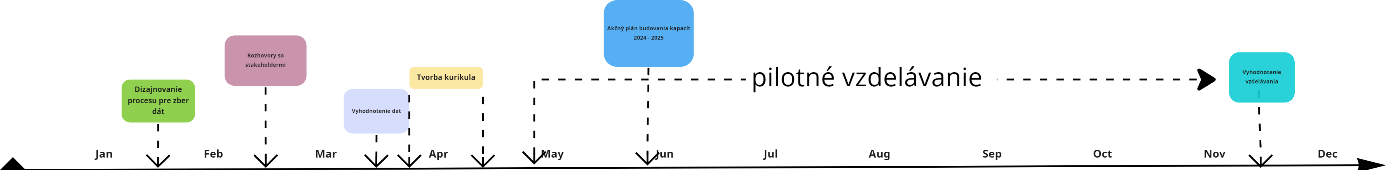 Akčný plán budovania kapacít
2024 - 2025
Rozhovory so
stakeholdermi
Dizajnovanie
procesu pre zber
dát
Vyhodnotenie dát
Tvorba kurikula
pilotné vzdelávanie
Vyhodnotenie
vzdelávania
Jan
Feb
Mar
Apr
May
Jun
Jul
Aug
Sep
Oct
Nov
Dec